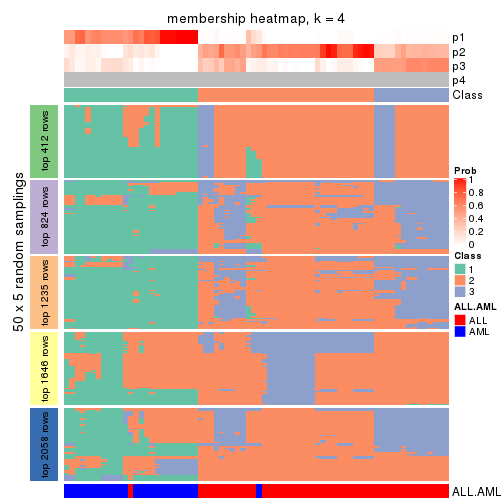 membership heatmap, k = 4
p1
p2
p3
p4
Class
50 x 5 random samplings
top 412 rows
top 824 rows
top 1235 rows
top 1646 rows
top 2058 rows
Prob
1
0.8
0.6
0.4
0.2
0
Class
1
2
3
ALL.AML
ALL
AML
ALL.AML